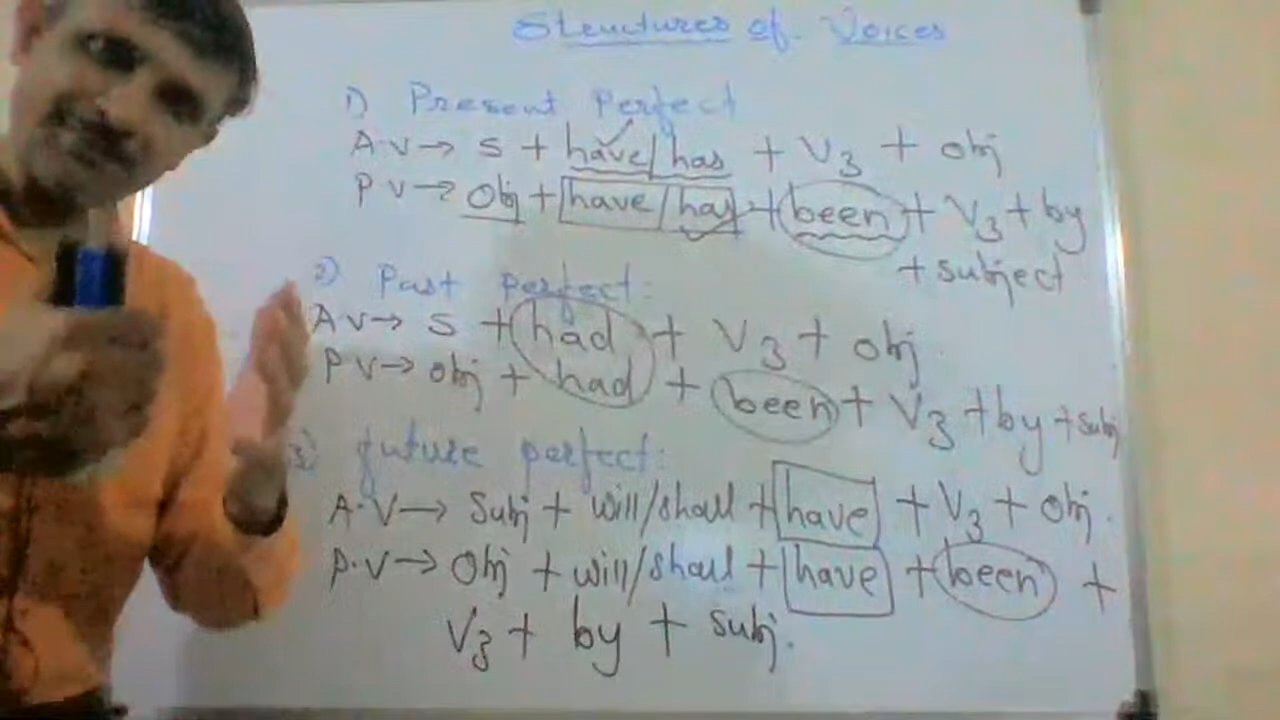 Structures of Voices
1) Present Perfect
A.V→ S + have/has + V3 + obj
P V→ Obj + have/has + been + V3 + by
+ subject
2) Past perfect:
A V→ S + had + V3 + obj
P V→ obj + had + been + V3 + by + subj
3) future perfect:
A.V→ Subj + will/shall + have + V3 + Obj.
P.V→ Obj + will/shall + have + been +
V3 + by + subj.